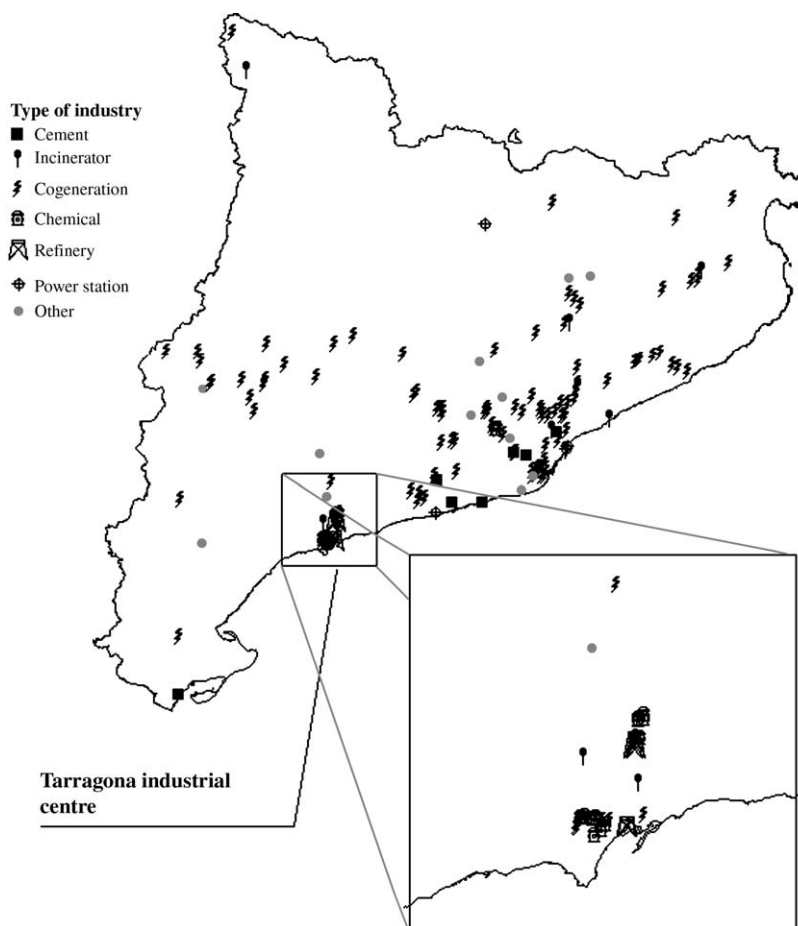 Type of industry
Cement
Incinerator
Cogeneration
Chemical
Refinery
Power station
Other
Tarragona industrial
centre